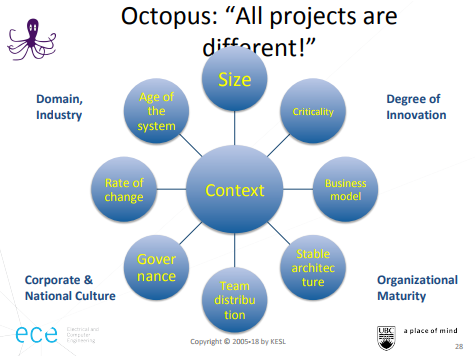 Octopus: “All projects are
different!”
Size
Domain,
Industry
Age of
the
system
Criticality
Degree of
Innovation
Rate of
change
Context
Business
model
Gover
nance
Stable
architec
ture
Corporate &
National Culture
Team
distribu
tion
Organizational
Maturity
ece
Electrical and
Computer
Engineering
Copyright © 2005-18 by KESL
UBC
a place of mind
28